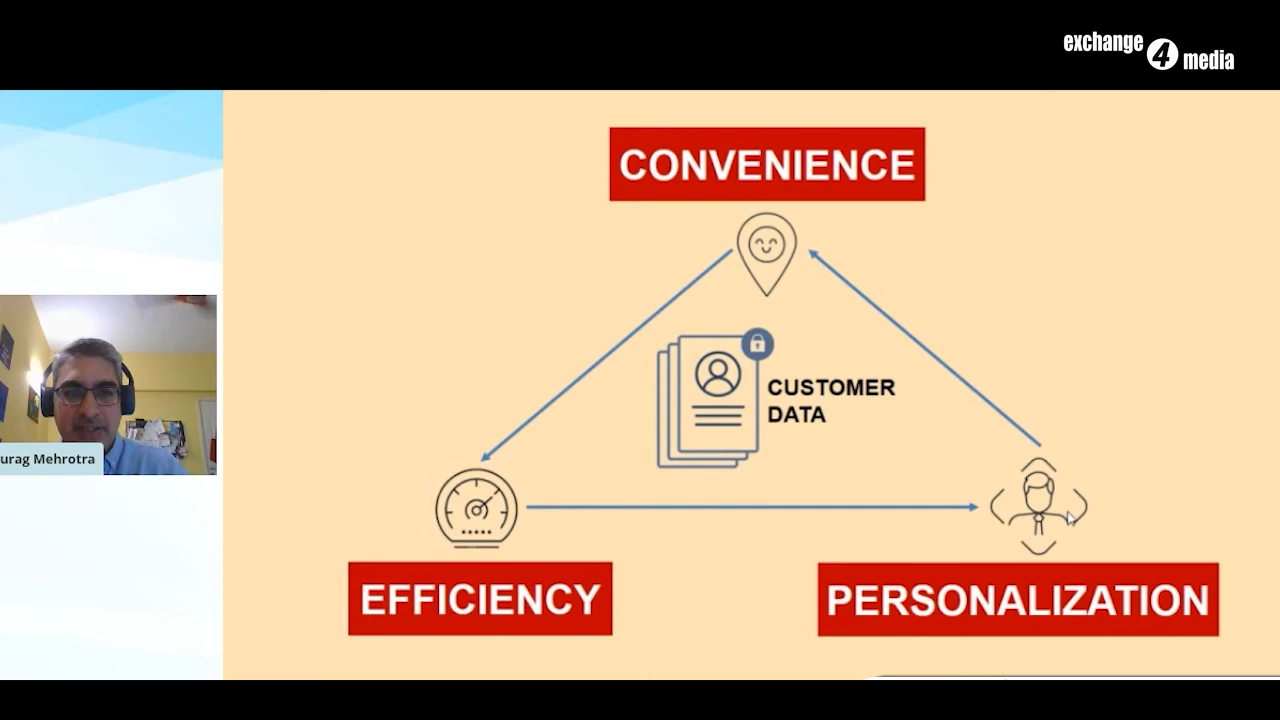 exchange
4
media
CONVENIENCE
CUSTOMER
DATA
urag Mehrotra
EFFICIENCY
PERSONALIZATION